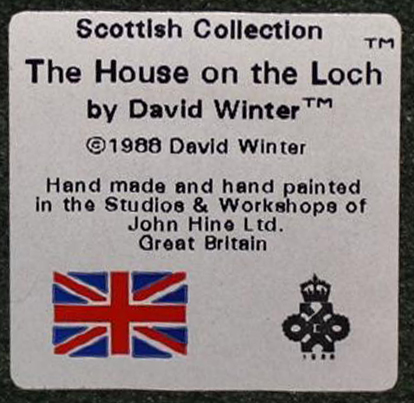 Scottish Collection ™
The House on the Loch
by David Winter™
©1988 David Winter
Hand made and hand painted
in the Studios & Workshops of
John Hine Ltd.
Great Britain